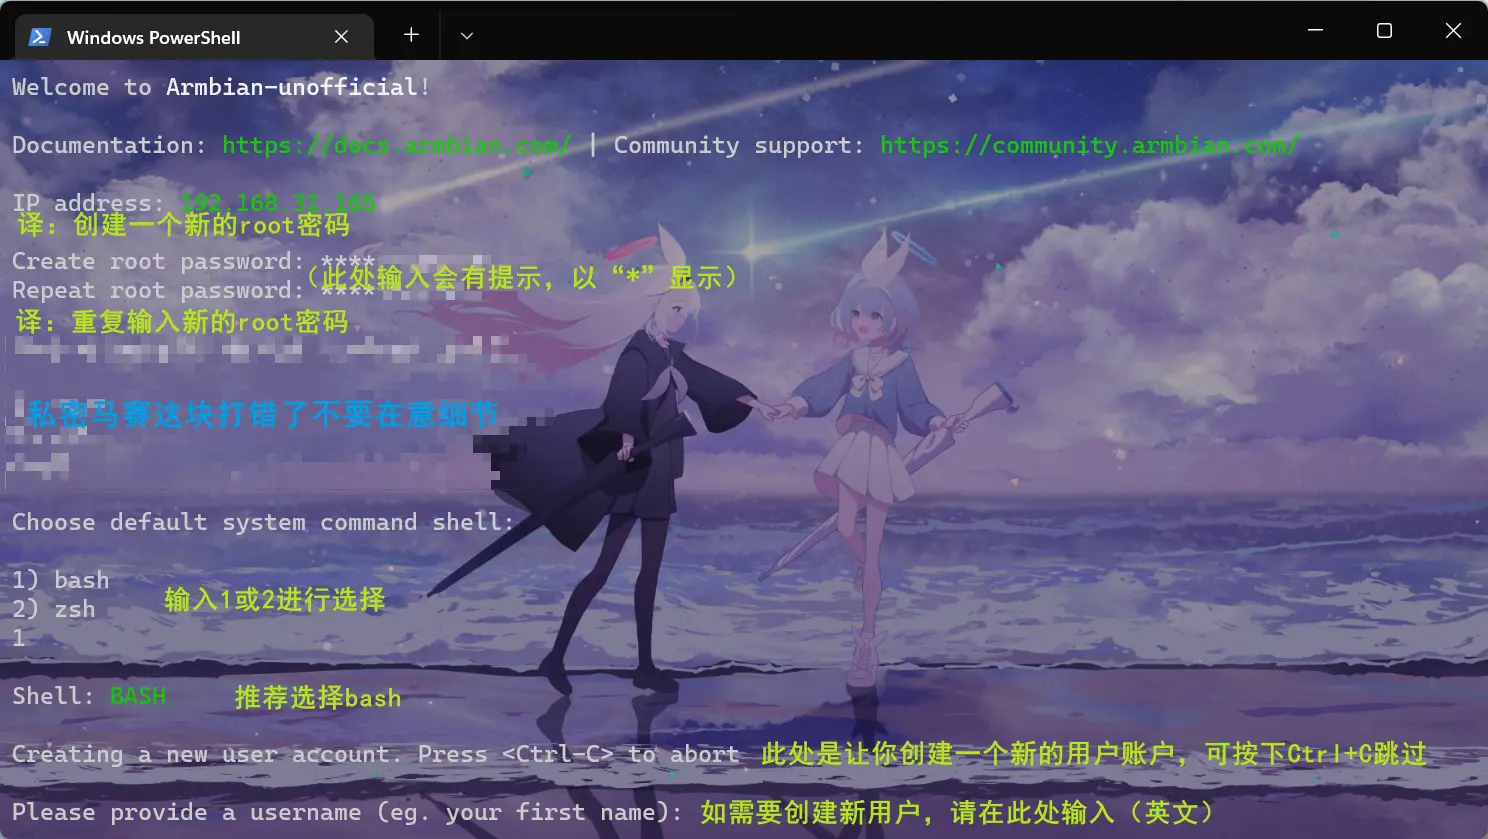 Windows PowerShell
Welcome to Armbian-unofficial!
Documentation: https://docs.armbian.com/ | Community support: https://community.armbian.com/
IP address: 192.168.31.165
译：创建一个新的root密码
Create root password: ****
（此处输入会有提示，以“*”显示）
Repeat root password: ****
译：重复输入新的root密码
私密马赛这块打错了不要在意细节
Choose default system command shell:
1) bash
2) zsh
输入1或2进行选择
1
Shell: BASH 推荐选择bash
Creating a new user account. Press <Ctrl-C> to abort 此处是让你创建一个新的用户账户，可按下Ctrl+C跳过
Please provide a username (eg. your first name): 如需要创建新用户，请在此处输入（英文）